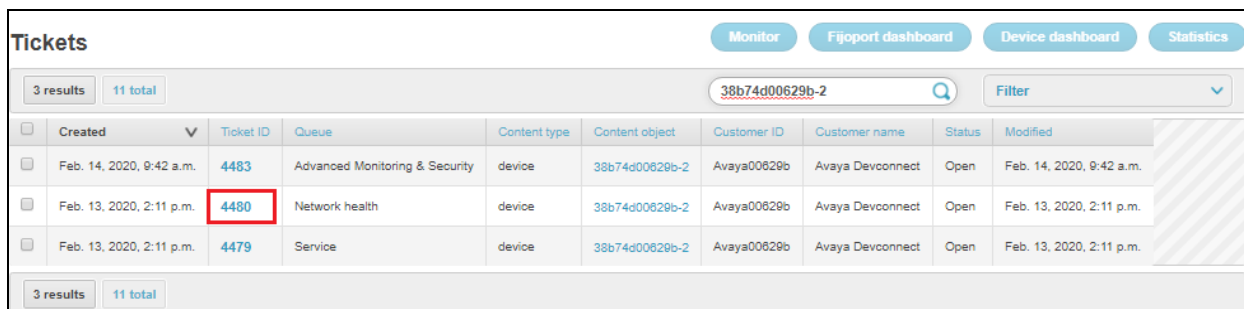 Tickets Monitor Fijoport dashboard Device dashboard Statistics
3 results 11 total 38b74d00629b-2 Filter
Created Ticket ID Queue Content type Content object Customer ID Customer name Status Modified
Feb. 14, 2020, 9:42 a.m. 4483 Advanced Monitoring & Security device 38b74d00629b-2 Avaya00629b Avaya Devconnect Open Feb. 14, 2020, 9:42 a.m.
Feb. 13, 2020, 2:11 p.m. 4480 Network health device 38b74d00629b-2 Avaya00629b Avaya Devconnect Open Feb. 13, 2020, 2:11 p.m.
Feb. 13, 2020, 2:11 p.m. 4479 Service device 38b74d00629b-2 Avaya00629b Avaya Devconnect Open Feb. 13, 2020, 2:11 p.m.
3 results 11 total